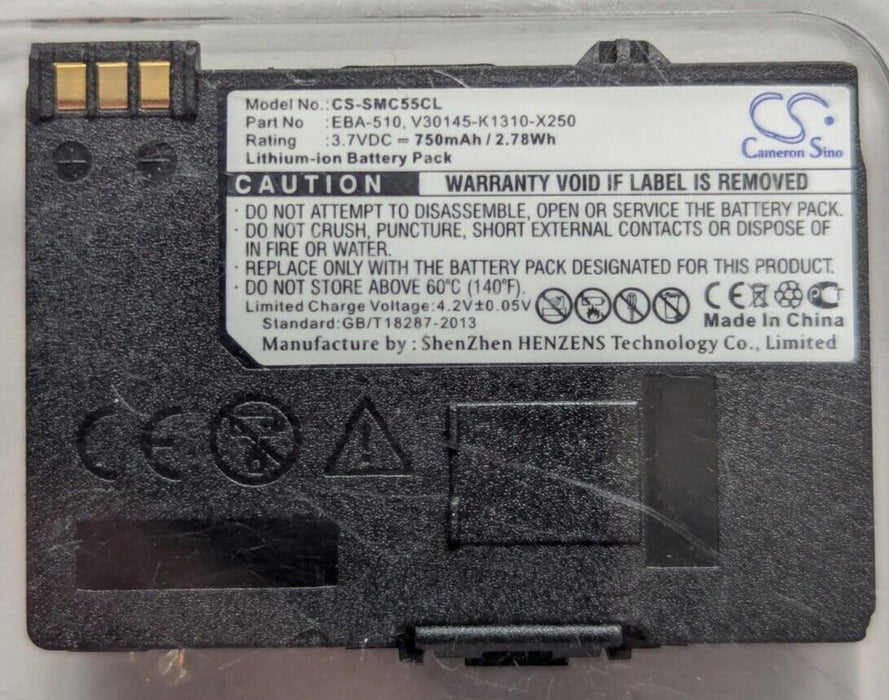 Model No.:CS-SMC55CL
Part No :EBA-510, V30145-K1310-X250
Rating :3.7VDC ⎓ 750mAh / 2.78Wh
Lithium-ion Battery Pack
CS
Cameron Sino
CAUTION WARRANTY VOID IF LABEL IS REMOVED
· DO NOT ATTEMPT TO DISASSEMBLE, OPEN OR SERVICE THE BATTERY PACK.
· DO NOT CRUSH, PUNCTURE, SHORT EXTERNAL CONTACTS OR DISPOSE OF
IN FIRE OR WATER.
· REPLACE ONLY WITH THE BATTERY PACK DESIGNATED FOR THIS PRODUCT.
· DO NOT STORE ABOVE 60°C (140°F).
Limited Charge Voltage:4.2V±0.05V
Standard:GB/T18287-2013
CE
Made In China
Manufacture by : ShenZhen HENZENS Technology Co., Limited
CE